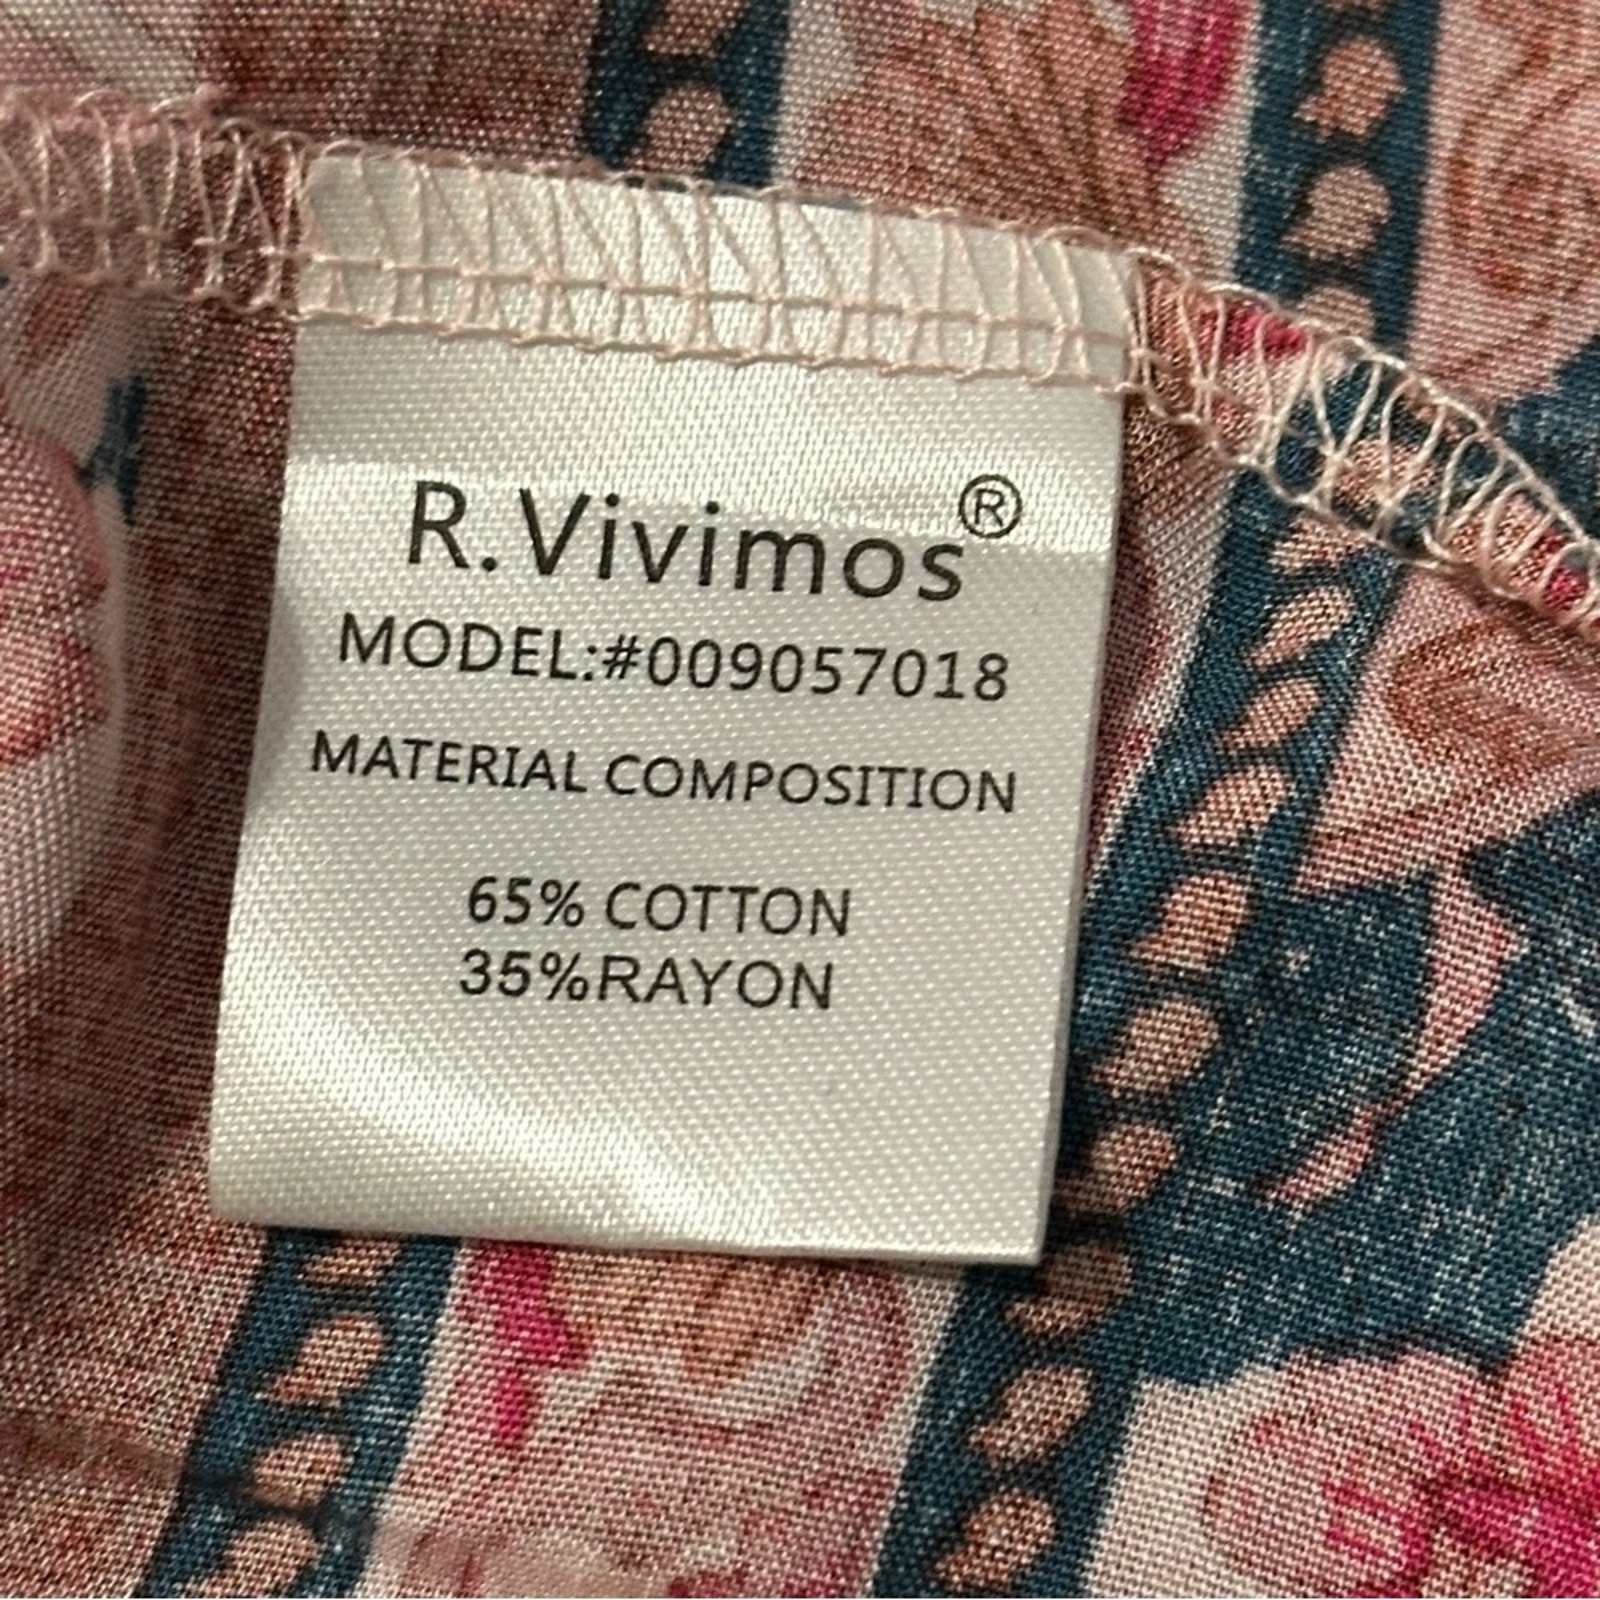 R.Vivimos®
MODEL:#009057018
MATERIAL COMPOSITION
65% COTTON
35%RAYON